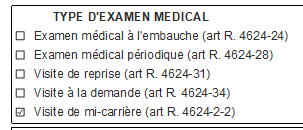 TYPE D'EXAMEN MEDICAL
☐ Examen médical à l'embauche (art R. 4624-24)
☐ Examen médical périodique (art R. 4624-28)
☐ Visite de reprise (art R. 4624-31)
☐ Visite à la demande (art R. 4624-34)
☑ Visite de mi-carrière (art R. 4624-2-2)